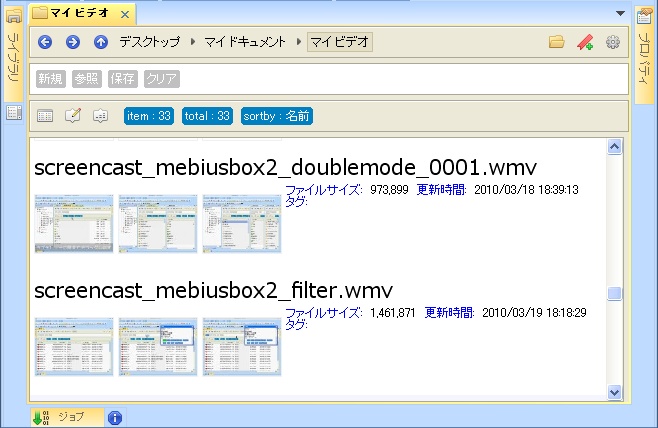 マイ ビデオ
ライブラリ
プロパティ
デスクトップ マイ ドキュメント マイ ビデオ
新規 参照 保存 クリア
item : 33 total : 33 sortby : 名前
screencast_mebiusbox2_doublemode_0001.wmv
ファイルサイズ: 973,899 更新時間: 2010/03/18 18:39:13
タグ:
screencast_mebiusbox2_filter.wmv
ファイルサイズ: 1,461,871 更新時間: 2010/03/19 18:18:29
タグ:
ジョブ